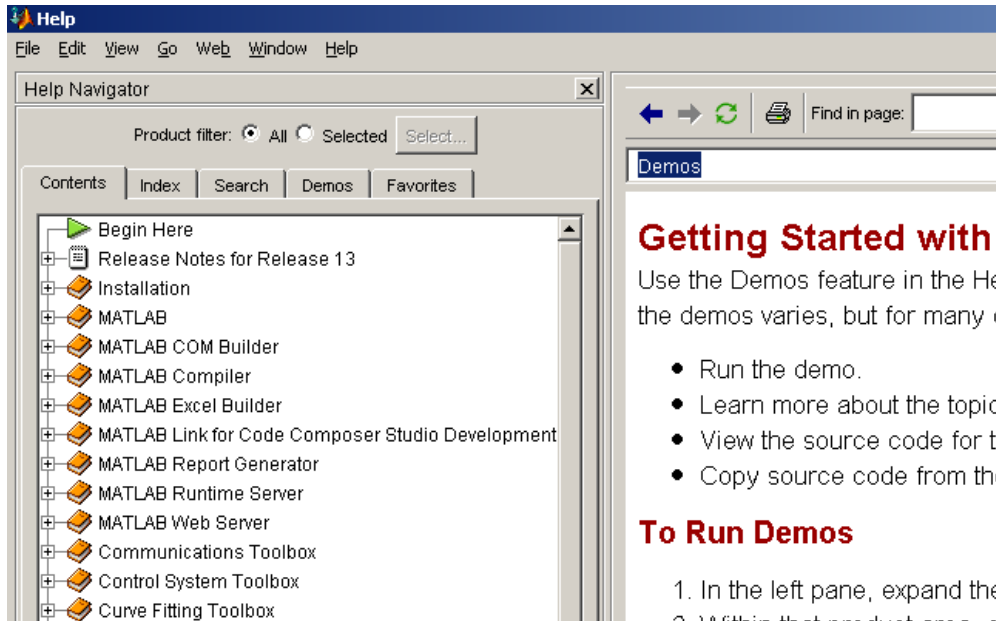 Help
File Edit View Go Web Window Help
Help Navigator
Product filter: All Selected Select...
Contents Index Search Demos Favorites
Begin Here
Release Notes for Release 13
Installation
MATLAB
MATLAB COM Builder
MATLAB Compiler
MATLAB Excel Builder
MATLAB Link for Code Composer Studio Development
MATLAB Report Generator
MATLAB Runtime Server
MATLAB Web Server
Communications Toolbox
Control System Toolbox
Curve Fitting Toolbox
Find in page:
Demos
Getting Started with
Use the Demos feature in the He
the demos varies, but for many
Run the demo.
Learn more about the topic
View the source code for t
Copy source code from the
To Run Demos
1. In the left pane, expand the